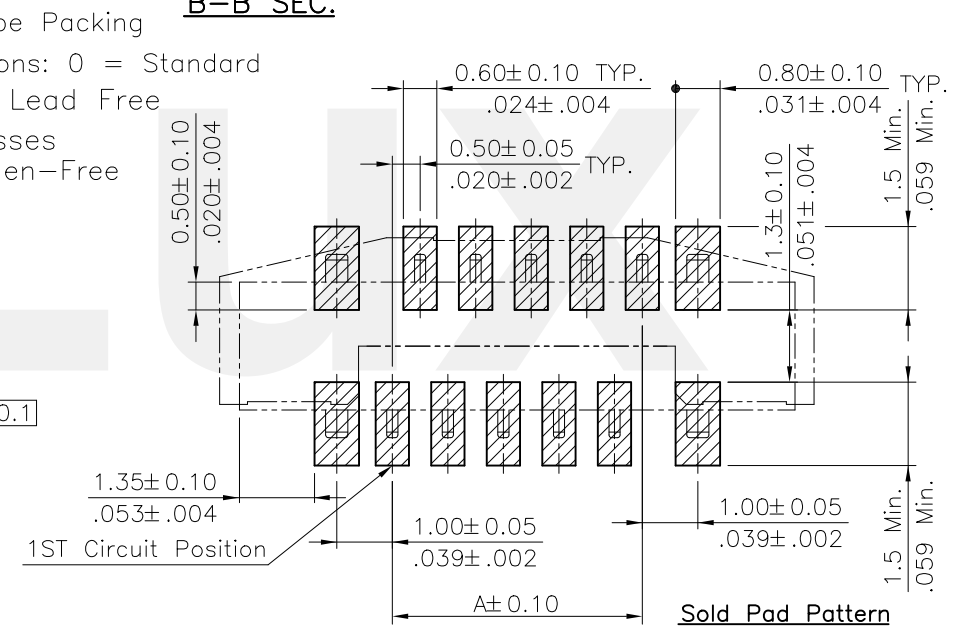 B-B SEC.
pe Packing
ons: 0 = Standard
Lead Free
sses
en-Free
0.60±0.10 TYP.
.024±.004
0.80±0.10 TYP.
.031±.004
0.50±0.05 TYP.
.020±.002
0.50±0.10
.020±.004
1.5 Min.
.059 Min.
1.3±0.10
.051±.004
0.1
1.35±0.10
.053±.004
1ST Circuit Position
1.00±0.05
.039±.002
1.00±0.05
.039±.002
1.5 Min.
.059 Min.
A±0.10
Sold Pad Pattern
Lux